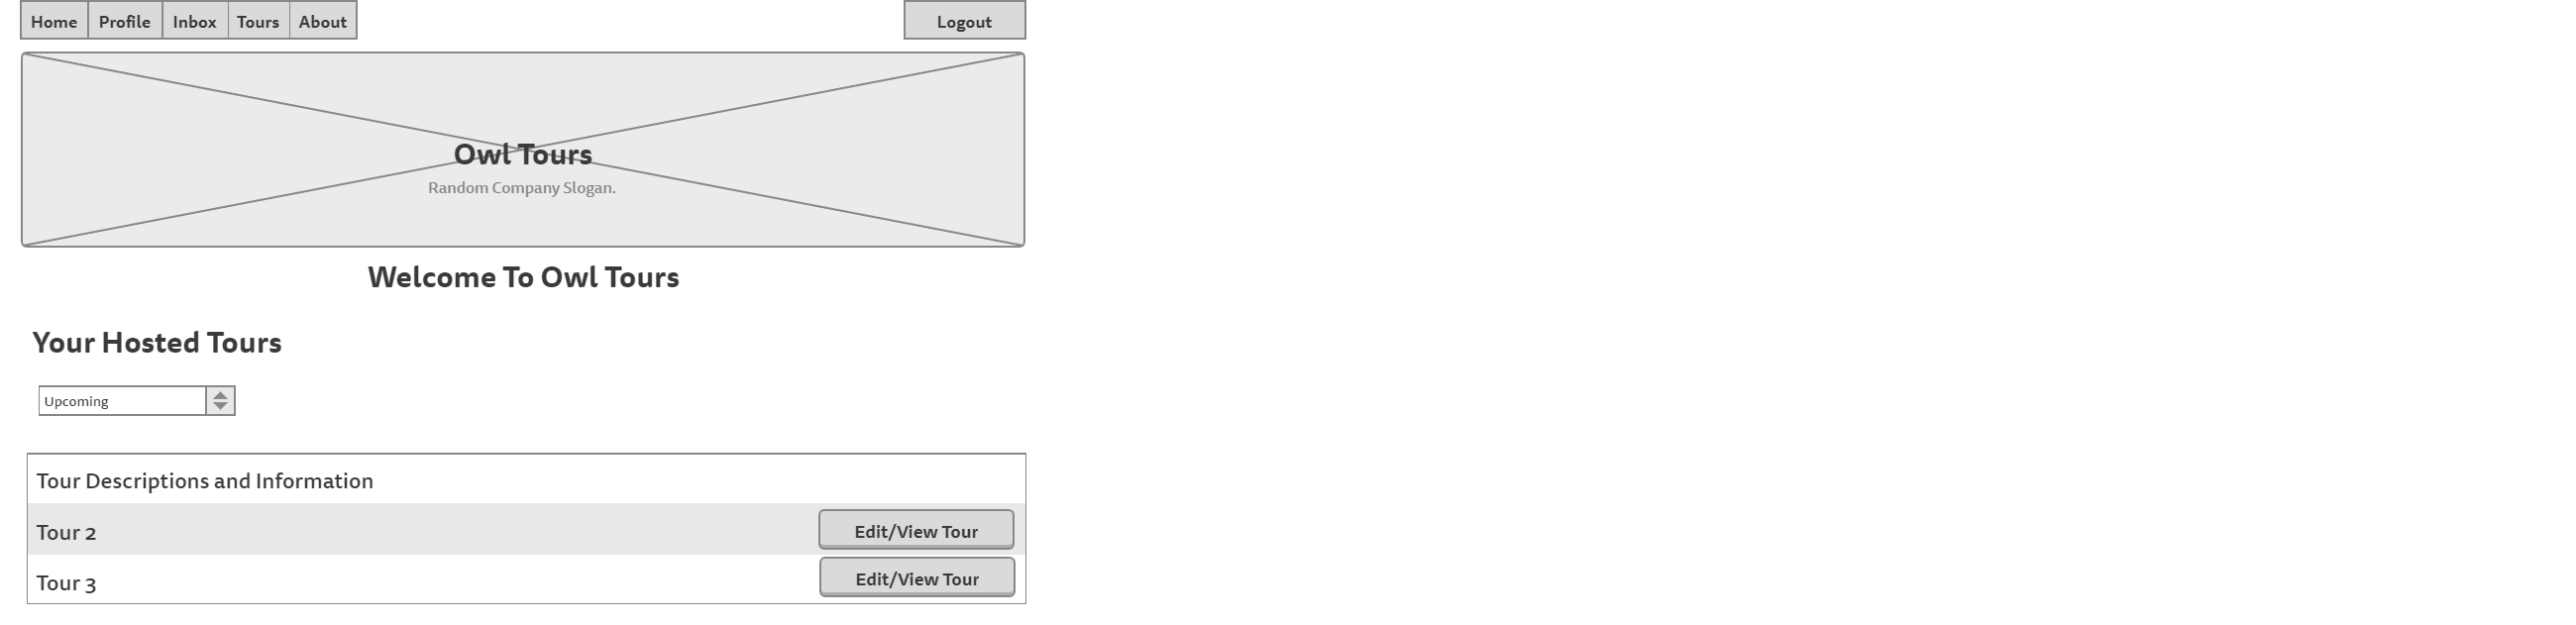 Home Profile Inbox Tours About Logout
Owl Tours
Random Company Slogan.
Welcome To Owl Tours
Your Hosted Tours
Upcoming
Tour Descriptions and Information
Tour 2 Edit/View Tour
Tour 3 Edit/View Tour